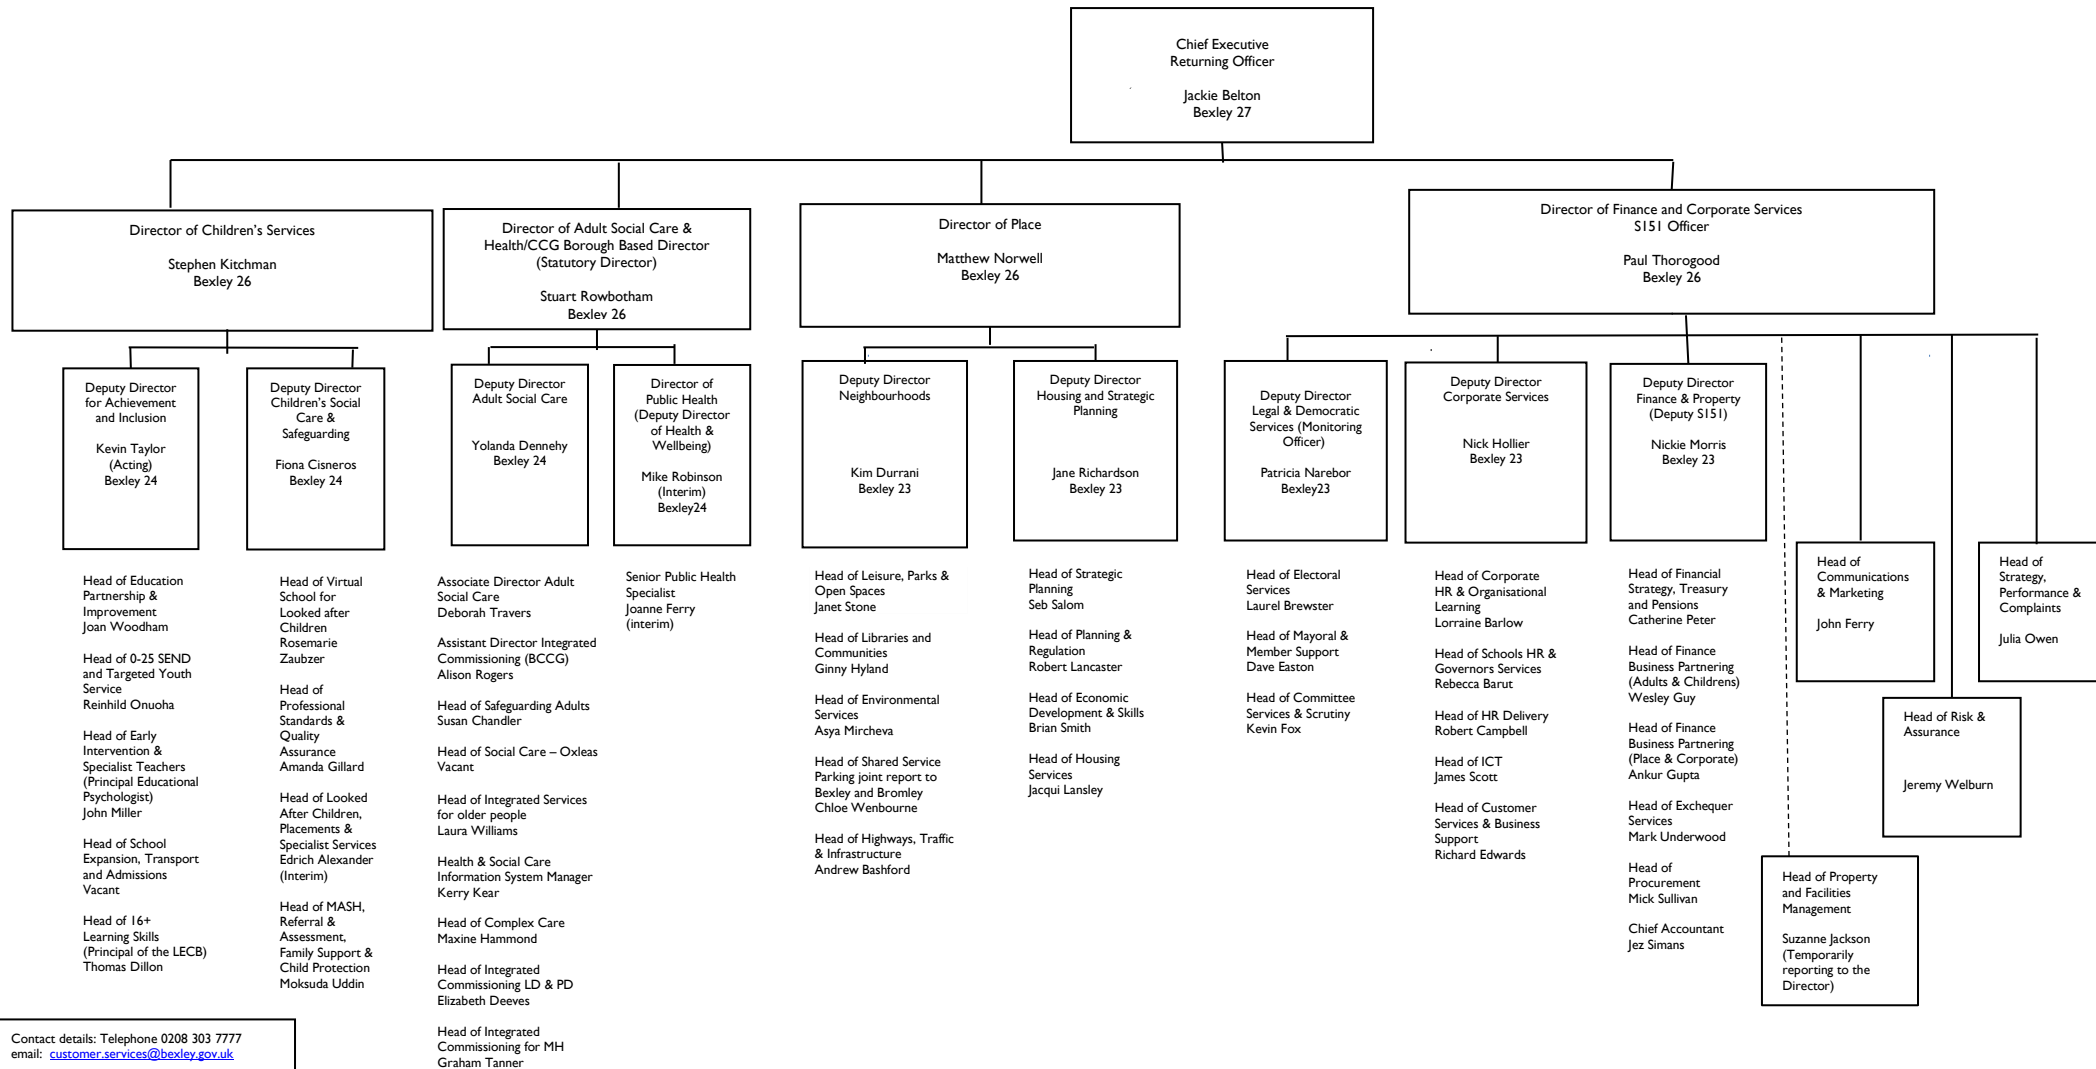 Chief Executive
Returning Officer
Jackie Belton
Bexley 27
Director of Children's Services
Stephen Kitchman
Bexley 26
Director of Adult Social Care &
Health/CCG Borough Based Director
(Statutory Director)
Stuart Rowbotham
Bexley 26
Director of Place
Matthew Norwell
Bexley 26
Director of Finance and Corporate Services
S151 Officer
Paul Thorogood
Bexley 26
Deputy Director
for Achievement
and Inclusion
Kevin Taylor
(Acting)
Bexley 24
Deputy Director
Children's Social
Care &
Safeguarding
Fiona Cisneros
Bexley 24
Deputy Director
Adult Social Care
Yolanda Dennehy
Bexley 24
Director of
Public Health
(Deputy Director
of Health &
Wellbeing)
Mike Robinson
(Interim)
Bexley24
Deputy Director
Neighbourhoods
Kim Durrani
Bexley 23
Deputy Director
Housing and Strategic
Planning
Jane Richardson
Bexley 23
Deputy Director
Legal & Democratic
Services (Monitoring
Officer)
Patricia Narebor
Bexley23
Deputy Director
Corporate Services
Nick Hollier
Bexley 23
Deputy Director
Finance & Property
(Deputy S151)
Nickie Morris
Bexley 23
Head of
Communications
& Marketing
John Ferry
Head of
Strategy,
Performance &
Complaints
Julia Owen
Head of Risk &
Assurance
Jeremy Welburn
Head of Property
and Facilities
Management
Suzanne Jackson
(Temporarily
reporting to the
Director)
Head of Education
Partnership &
Improvement
Joan Woodham
Head of 0-25 SEND
and Targeted Youth
Service
Reinhild Onuoha
Head of Early
Intervention &
Specialist Teachers
(Principal Educational
Psychologist)
John Miller
Head of School
Expansion, Transport
and Admissions
Vacant
Head of 16+
Learning Skills
(Principal of the LECB)
Thomas Dillon
Head of Virtual
School for
Looked after
Children
Rosemarie
Zaubzer
Head of
Professional
Standards &
Quality
Assurance
Amanda Gillard
Head of Looked
After Children,
Placements &
Specialist Services
Edrich Alexander
(Interim)
Head of MASH,
Referral &
Assessment,
Family Support &
Child Protection
Moksuda Uddin
Associate Director Adult
Social Care
Deborah Travers
Assistant Director Integrated
Commissioning (BCCG)
Alison Rogers
Head of Safeguarding Adults
Susan Chandler
Head of Social Care – Oxleas
Vacant
Head of Integrated Services
for older people
Laura Williams
Health & Social Care
Information System Manager
Kerry Kear
Head of Complex Care
Maxine Hammond
Head of Integrated
Commissioning LD & PD
Elizabeth Deeves
Head of Integrated
Commissioning for MH
Graham Tanner
Senior Public Health
Specialist
Joanne Ferry
(interim)
Head of Leisure, Parks &
Open Spaces
Janet Stone
Head of Libraries and
Communities
Ginny Hyland
Head of Environmental
Services
Asya Mircheva
Head of Shared Service
Parking joint report to
Bexley and Bromley
Chloe Wenbourne
Head of Highways, Traffic
& Infrastructure
Andrew Bashford
Head of Strategic
Planning
Seb Salom
Head of Planning &
Regulation
Robert Lancaster
Head of Economic
Development & Skills
Brian Smith
Head of Housing
Services
Jacqui Lansley
Head of Electoral
Services
Laurel Brewster
Head of Mayoral &
Member Support
Dave Easton
Head of Committee
Services & Scrutiny
Kevin Fox
Head of Corporate
HR & Organisational
Learning
Lorraine Barlow
Head of Schools HR &
Governors Services
Rebecca Barut
Head of HR Delivery
Robert Campbell
Head of ICT
James Scott
Head of Customer
Services & Business
Support
Richard Edwards
Head of Financial
Strategy, Treasury
and Pensions
Catherine Peter
Head of Finance
Business Partnering
(Adults & Childrens)
Wesley Guy
Head of Finance
Business Partnering
(Place & Corporate)
Ankur Gupta
Head of Exchequer
Services
Mark Underwood
Head of
Procurement
Mick Sullivan
Chief Accountant
Jez Simans
Contact details: Telephone 0208 303 7777
email: customer.services@bexley.gov.uk